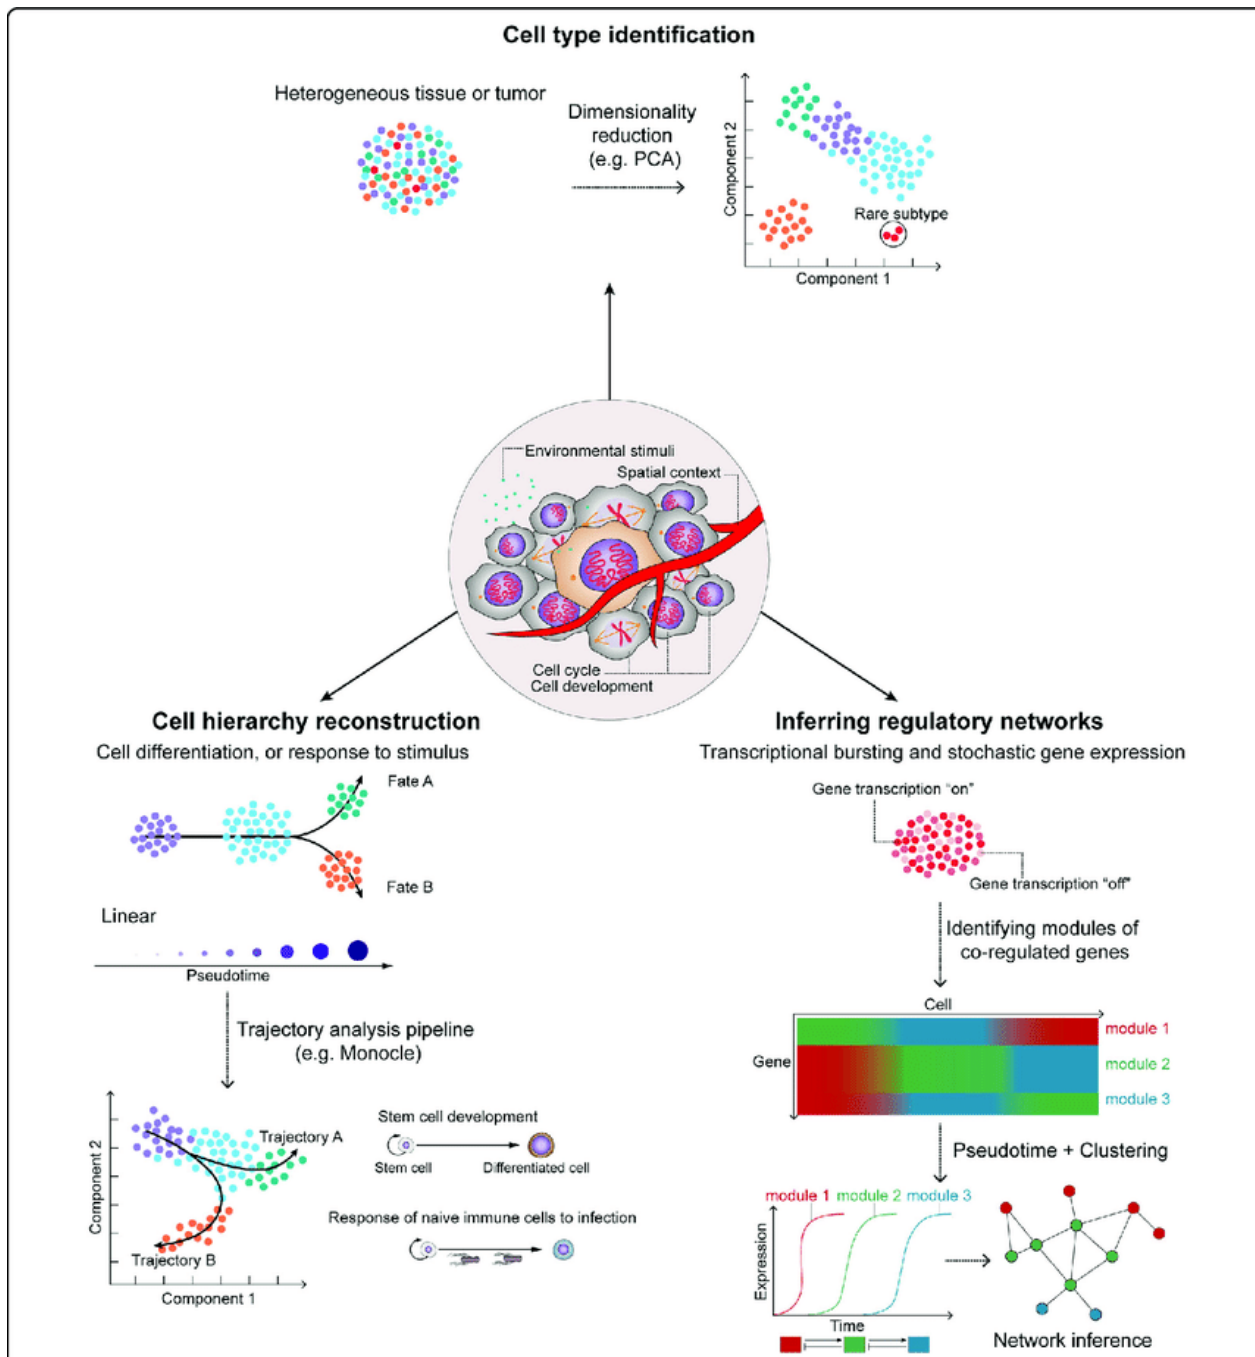 Cell type identification
Heterogeneous tissue or tumor
Dimensionality
reduction
(e.g. PCA)
Component 2
Rare subtype
Component 1
Environmental stimuli
Spatial context
Cell cycle
Cell development
Cell hierarchy reconstruction
Cell differentiation, or response to stimulus
Fate A
Fate B
Linear
Pseudotime
Trajectory analysis pipeline
(e.g. Monocle)
Component 2
Trajectory A
Trajectory B
Component 1
Stem cell development
Stem cell
Differentiated cell
Response of naive immune cells to infection
Inferring regulatory networks
Transcriptional bursting and stochastic gene expression
Gene transcription “on”
Gene transcription “off”
Identifying modules of
co-regulated genes
Cell
Gene
module 1
module 2
module 3
Pseudotime + Clustering
module 1 module 2 module 3
Expression
Time
Network inference